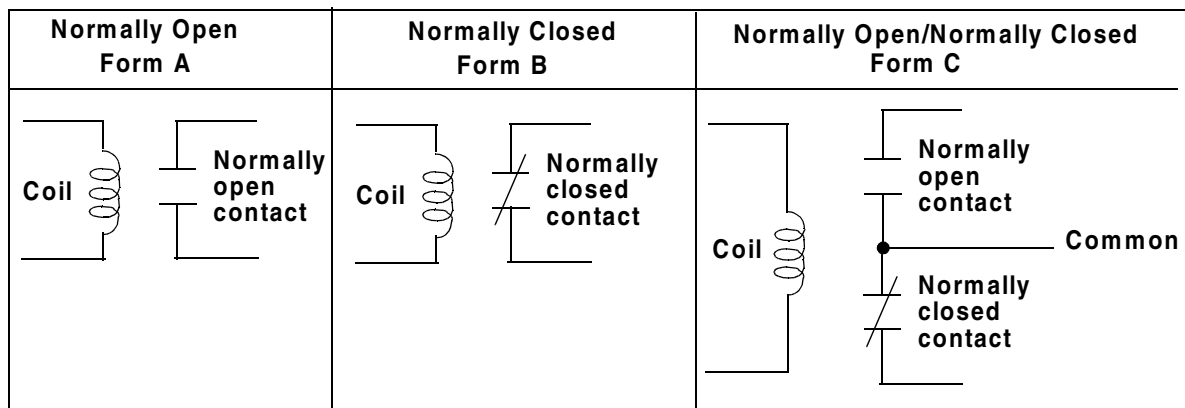 Normally Open
Form A
Normally Closed
Form B
Normally Open/Normally Closed
Form C
Coil
Normally
open
contact
Coil
Normally
closed
contact
Coil
Normally
open
contact
Common
Normally
closed
contact